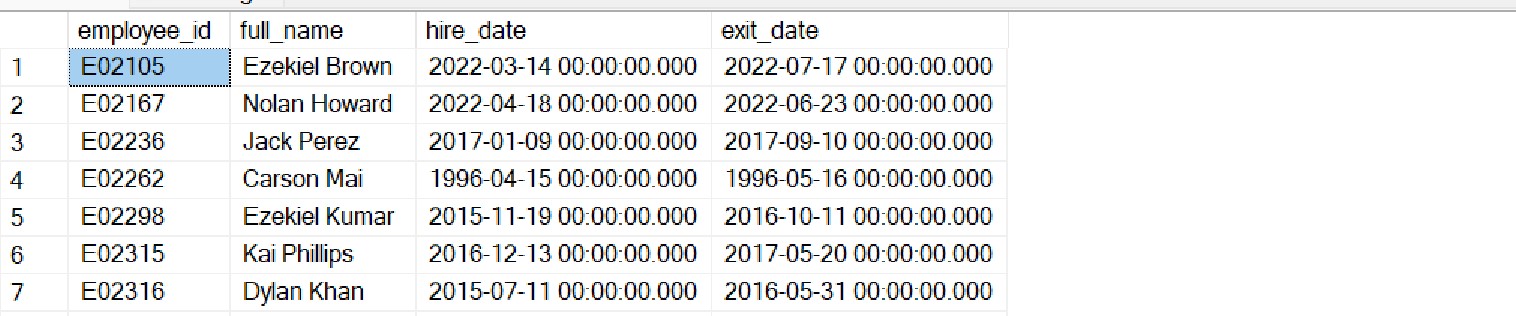 employee_id full_name hire_date exit_date
1 E02105 Ezekiel Brown 2022-03-14 00:00:00.000 2022-07-17 00:00:00.000
2 E02167 Nolan Howard 2022-04-18 00:00:00.000 2022-06-23 00:00:00.000
3 E02236 Jack Perez 2017-01-09 00:00:00.000 2017-09-10 00:00:00.000
4 E02262 Carson Mai 1996-04-15 00:00:00.000 1996-05-16 00:00:00.000
5 E02298 Ezekiel Kumar 2015-11-19 00:00:00.000 2016-10-11 00:00:00.000
6 E02315 Kai Phillips 2016-12-13 00:00:00.000 2017-05-20 00:00:00.000
7 E02316 Dylan Khan 2015-07-11 00:00:00.000 2016-05-31 00:00:00.000